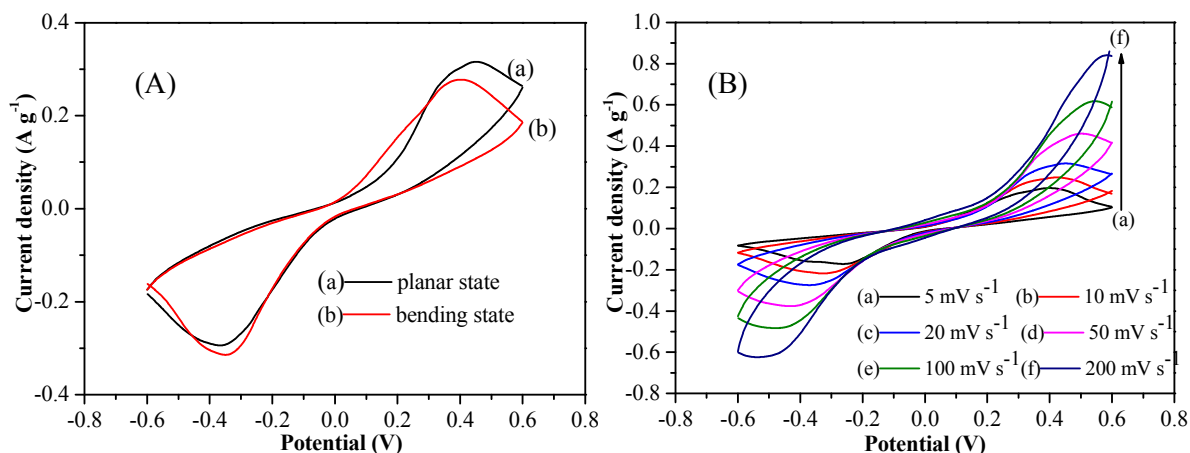 (A)
Current density (A g⁻¹)
0.4
0.2
0.0
-0.2
-0.4
-0.8 -0.6 -0.4 -0.2 0.0 0.2 0.4 0.6 0.8
Potential (V)
(a)
(b)
(a) planar state
(b) bending state
(B)
Current density (A g⁻¹)
1.0
0.8
0.6
0.4
0.2
0.0
-0.2
-0.4
-0.6
-0.8
-0.8 -0.6 -0.4 -0.2 0.0 0.2 0.4 0.6 0.8
Potential (V)
(f)
(a)
(a) 5 mV s⁻¹ (b) 10 mV s⁻¹
(c) 20 mV s⁻¹ (d) 50 mV s⁻¹
(e) 100 mV s⁻¹ (f) 200 mV s⁻¹